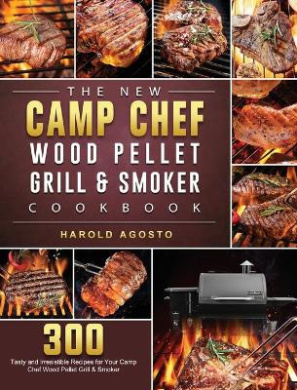 THE NEW
CAMP CHEF
WOOD PELLET
GRILL & SMOKER
COOKBOOK
HAROLD AGOSTO
300
Tasty and Irresistible Recipes for Your Camp
Chef Wood Pellet Grill & Smoker